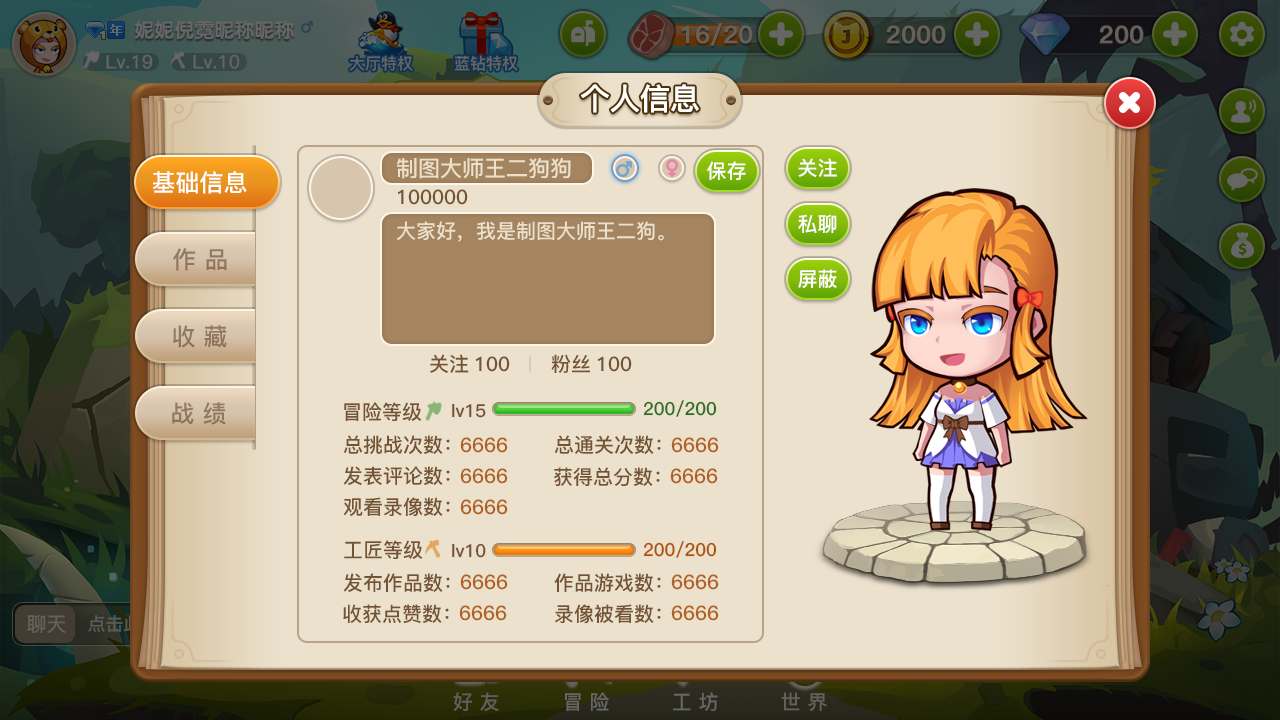 年 妮妮倪霓昵称昵称
Lv.19 Lv.10
大厅特权
蓝钻特权
16/20
2000
200
个人信息
基础信息
作品
收藏
战绩
制图大师王二狗狗
保存
100000
大家好，我是制图大师王二狗。
关注
私聊
屏蔽
关注 100 粉丝 100
冒险等级 lv15 200/200
总挑战次数：6666 总通关次数：6666
发表评论数：6666 获得总分数：6666
观看录像数：6666
工匠等级 lv10 200/200
发布作品数：6666 作品游戏数：6666
收获点赞数：6666 录像被看数：6666
聊天 点击
好友 冒险 工坊 世界